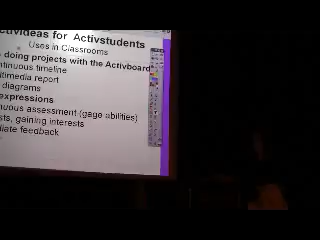 ctivideas for Activstudents
Uses in Classrooms
doing projects with the Activboard
ntinuous timeline
timedia report
diagrams
expressions
nuous assessment (gage abilities)
sts, gaining interests
diate feedback